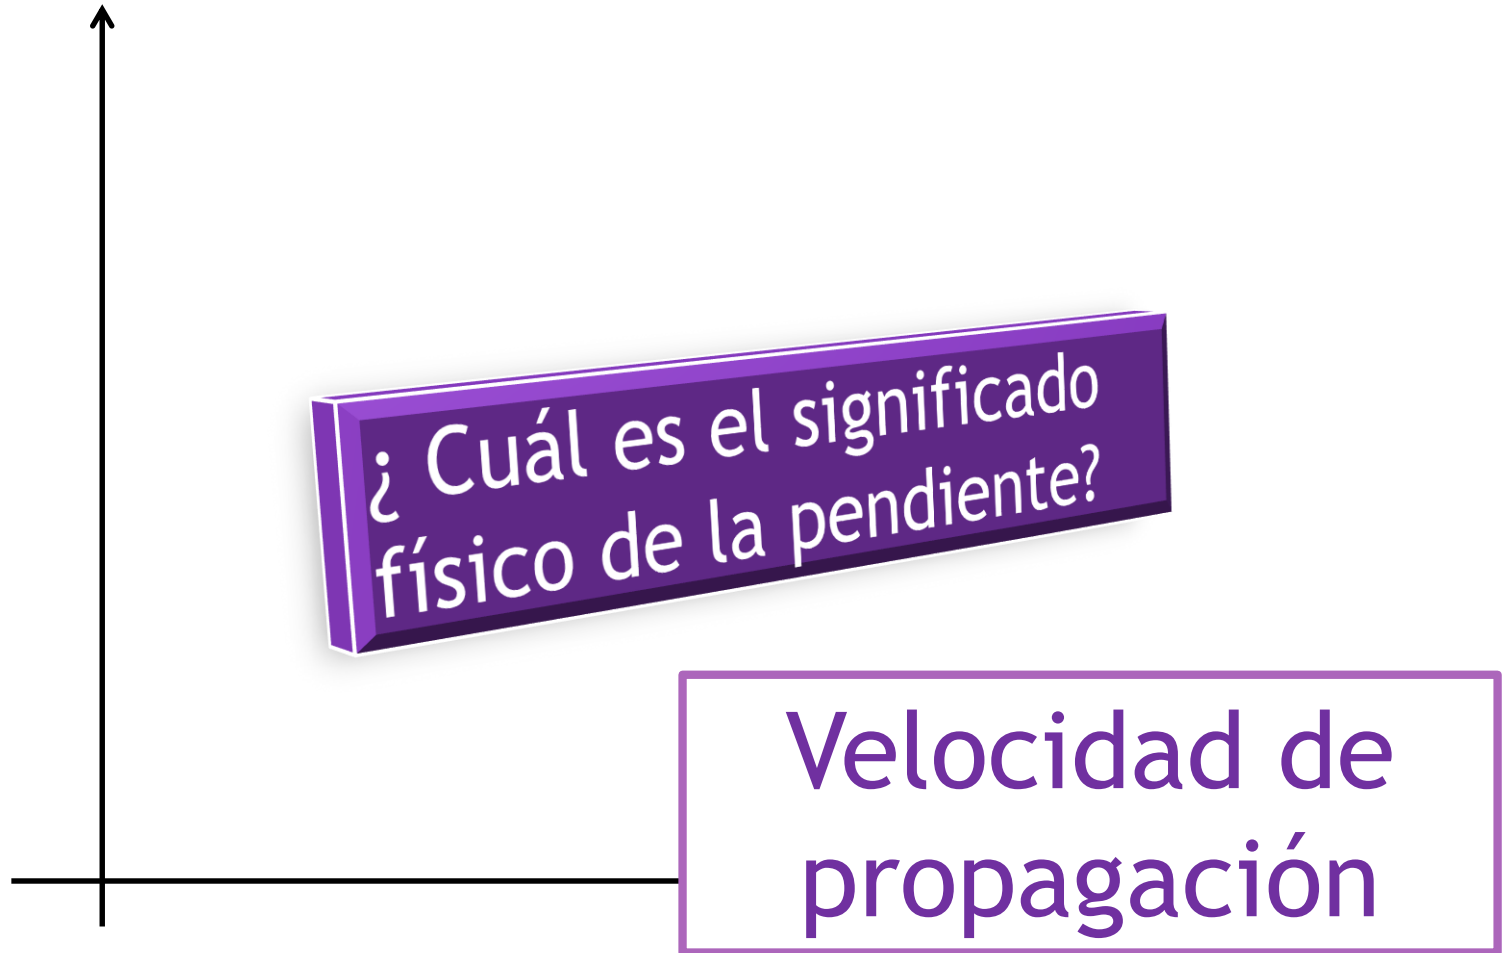 ¿ Cuál es el significado
físico de la pendiente?
Velocidad de
propagación